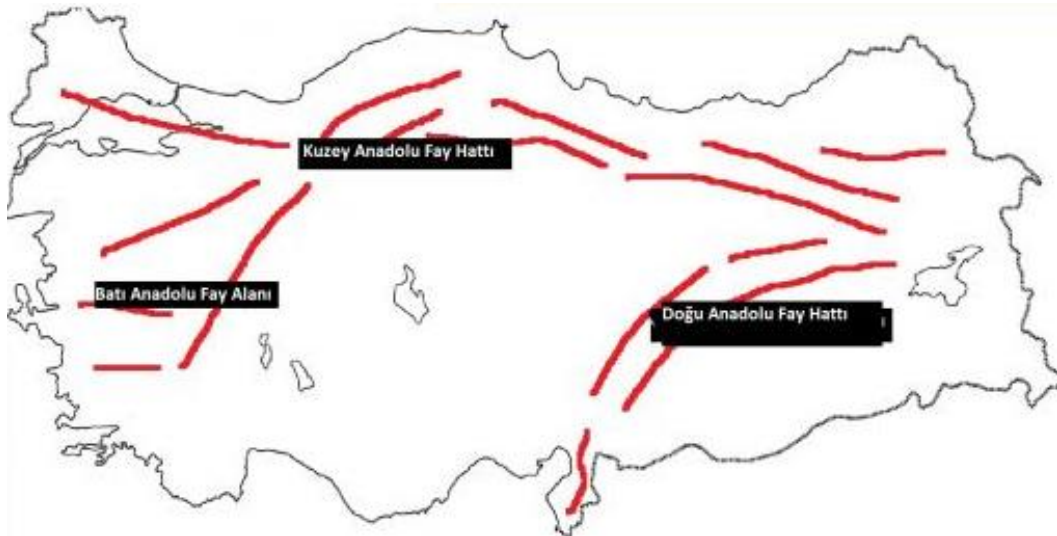 Kuzey Anadolu Fay Hattı
Batı Anadolu Fay Alanı
Doğu Anadolu Fay Hattı